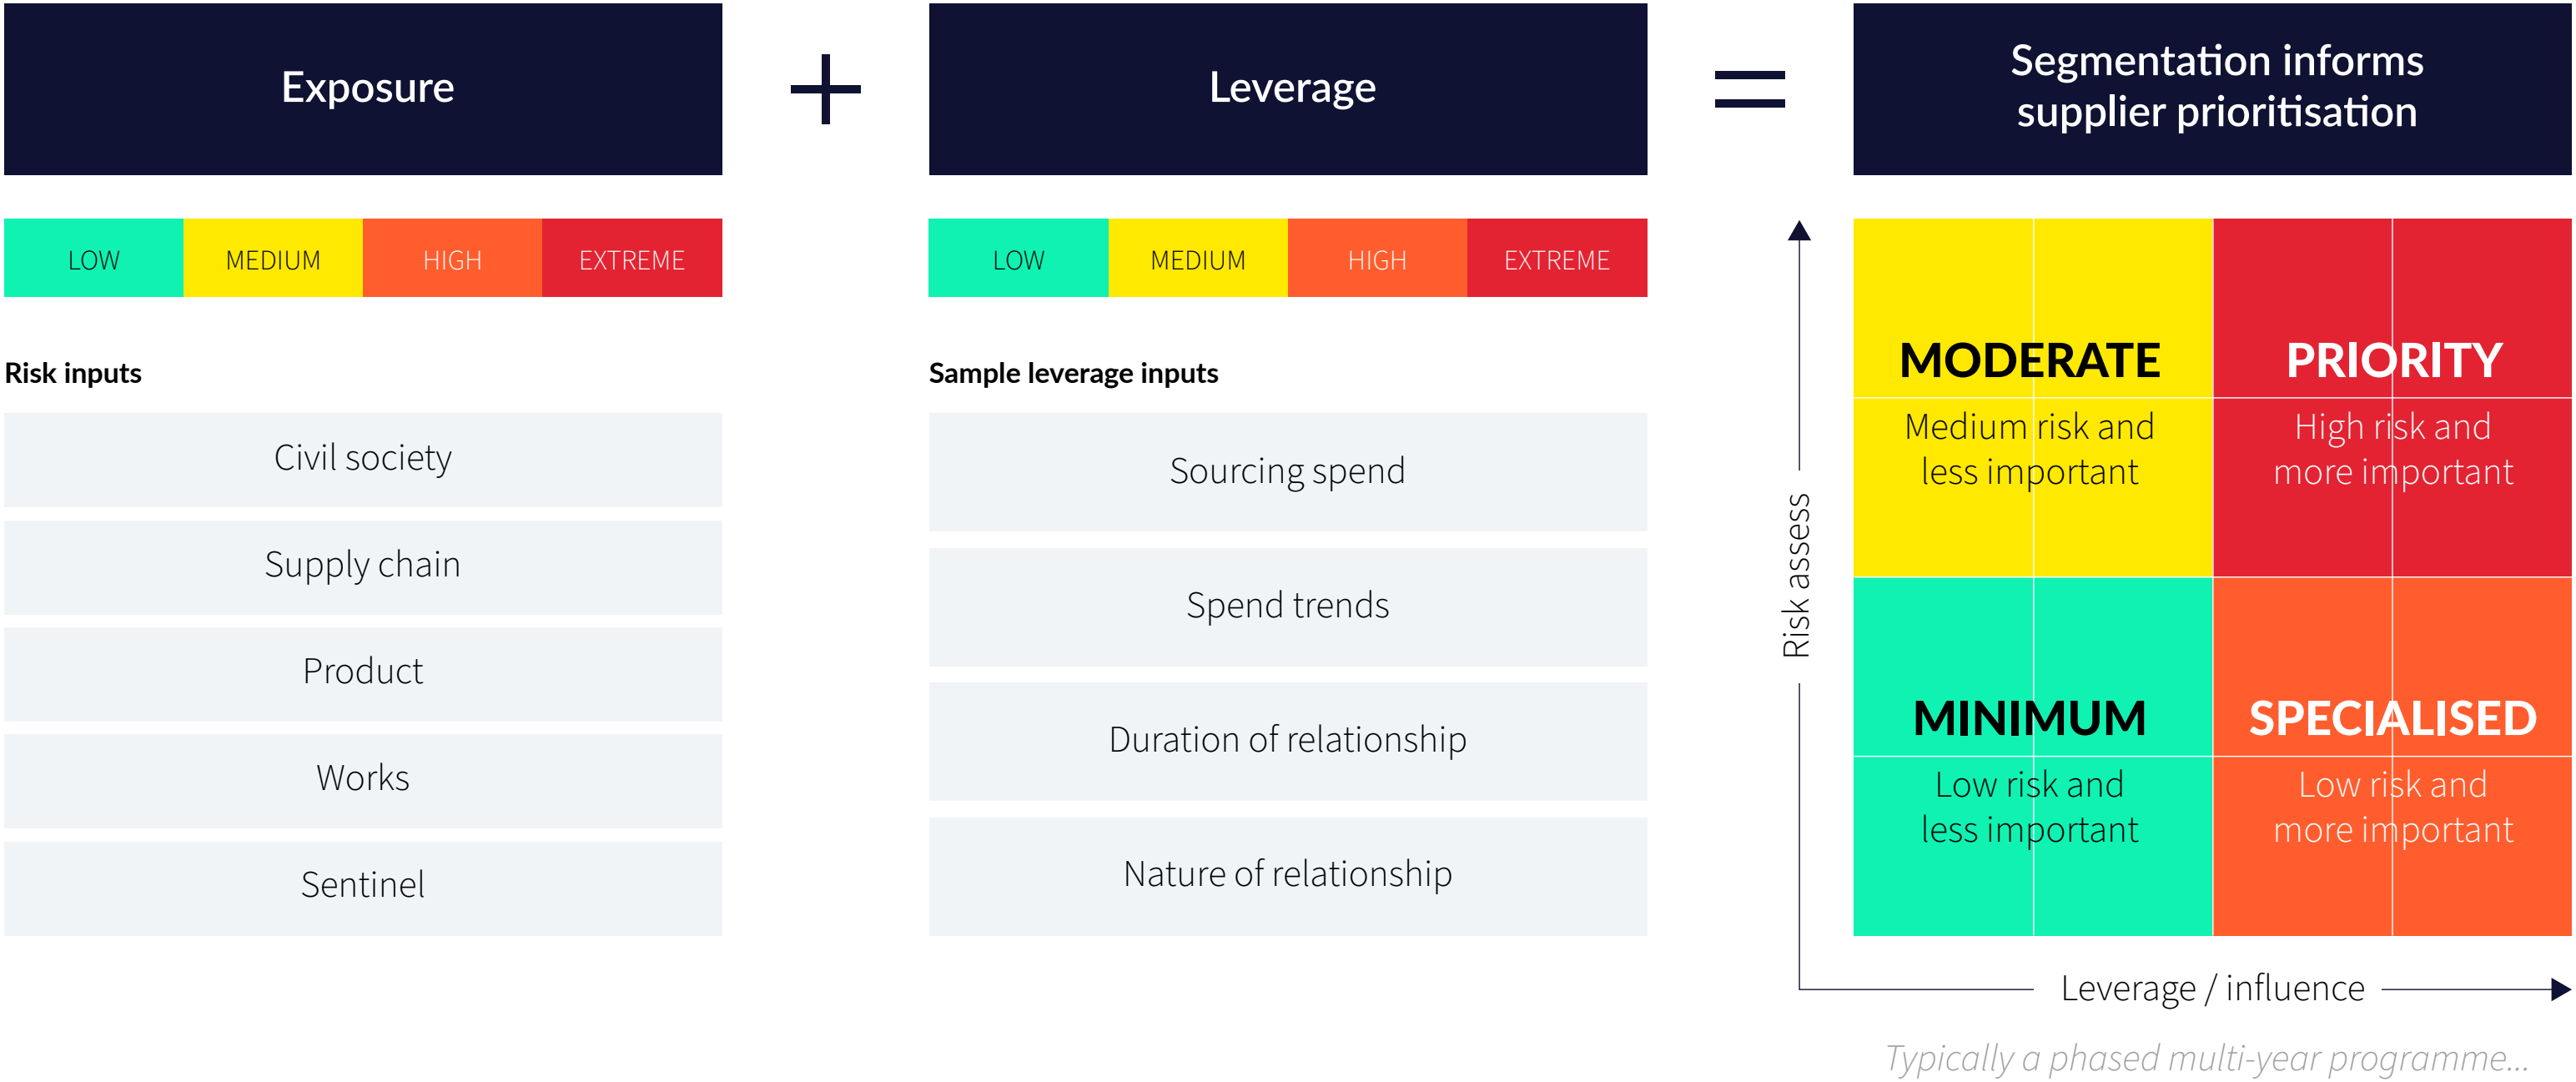 Exposure
+
Leverage
=
Segmentation informs
supplier prioritisation
LOW
MEDIUM
HIGH
EXTREME
Risk inputs
Civil society
Supply chain
Product
Works
Sentinel
LOW
MEDIUM
HIGH
EXTREME
Sample leverage inputs
Sourcing spend
Spend trends
Duration of relationship
Nature of relationship
Risk assess
MODERATE
Medium risk and
less important
PRIORITY
High risk and
more important
MINIMUM
Low risk and
less important
SPECIALISED
Low risk and
more important
Leverage / influence
Typically a phased multi-year programme...